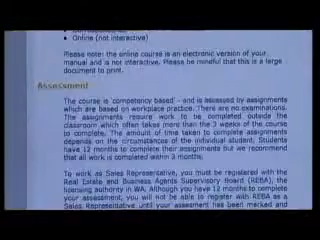 • Online (not interactive)
Please note: the online course is an electronic version of your
manual and is not interactive. Please be mindful that this is a large
document to print.
Assessment
The course is 'competency based' - and is assessed by assignments
which are based on workplace practice. There are no examinations.
The assignments require work to be completed outside the
classroom which often takes more than the 3 weeks of the course
to complete. The amount of time taken to complete assignments
depends on the circumstances of the individual student. Students
have 12 months to complete their assignments but we recommend
that all work is completed within 3 months.
To work as Sales Representative, you must be registered with the
Real Estate and Business Agents Supervisory Board (REBA), the
licensing authority in WA. Although you have 12 months to complete
your assessment, you will not be able to register with REBA as a
Sales Representative until your assessment has been marked and